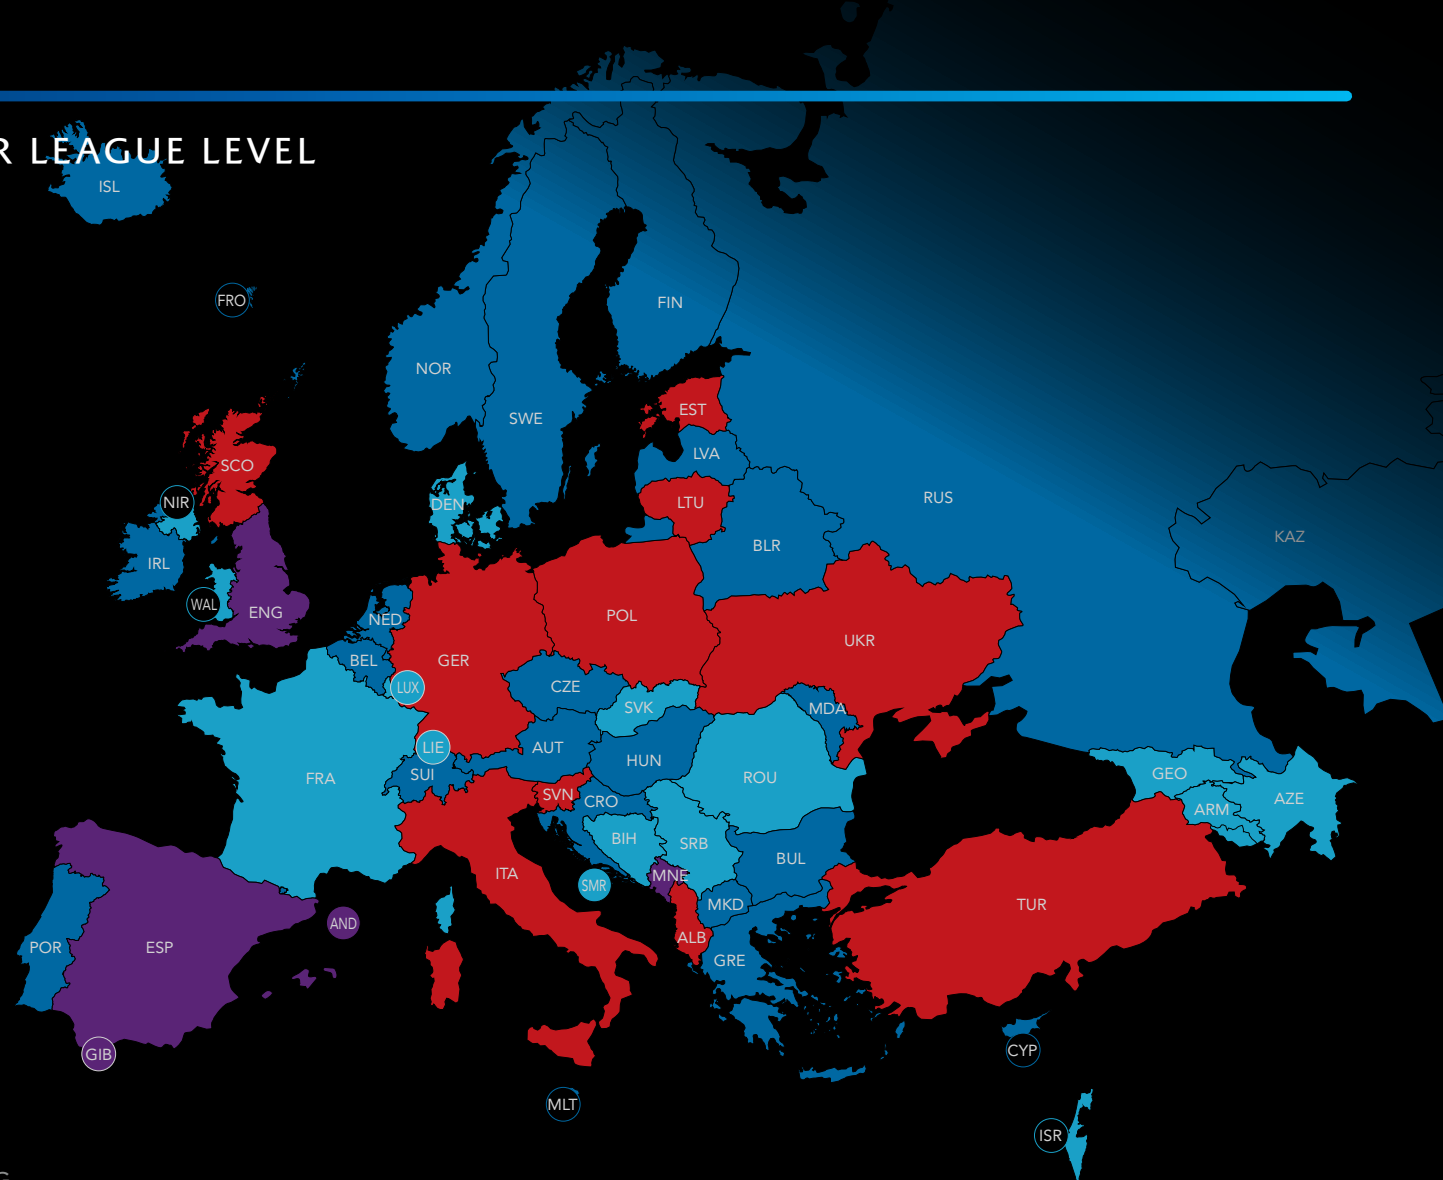 R LEAGUE LEVEL
ISL
FRO
FIN
NOR
SWE
EST
LVA
SCO
LTU
RUS
NIR
DEN
KAZ
BLR
IRL
WAL
ENG
NED
POL
UKR
BEL
GER
LUX
CZE
SVK
MDA
LIE
AUT
HUN
SUI
FRA
ROU
GEO
SVN
CRO
AZE
ARM
BIH
SRB
BUL
ITA
MNE
SMR
MKD
TUR
AND
ALB
POR
ESP
GRE
GIB
CYP
MLT
ISR